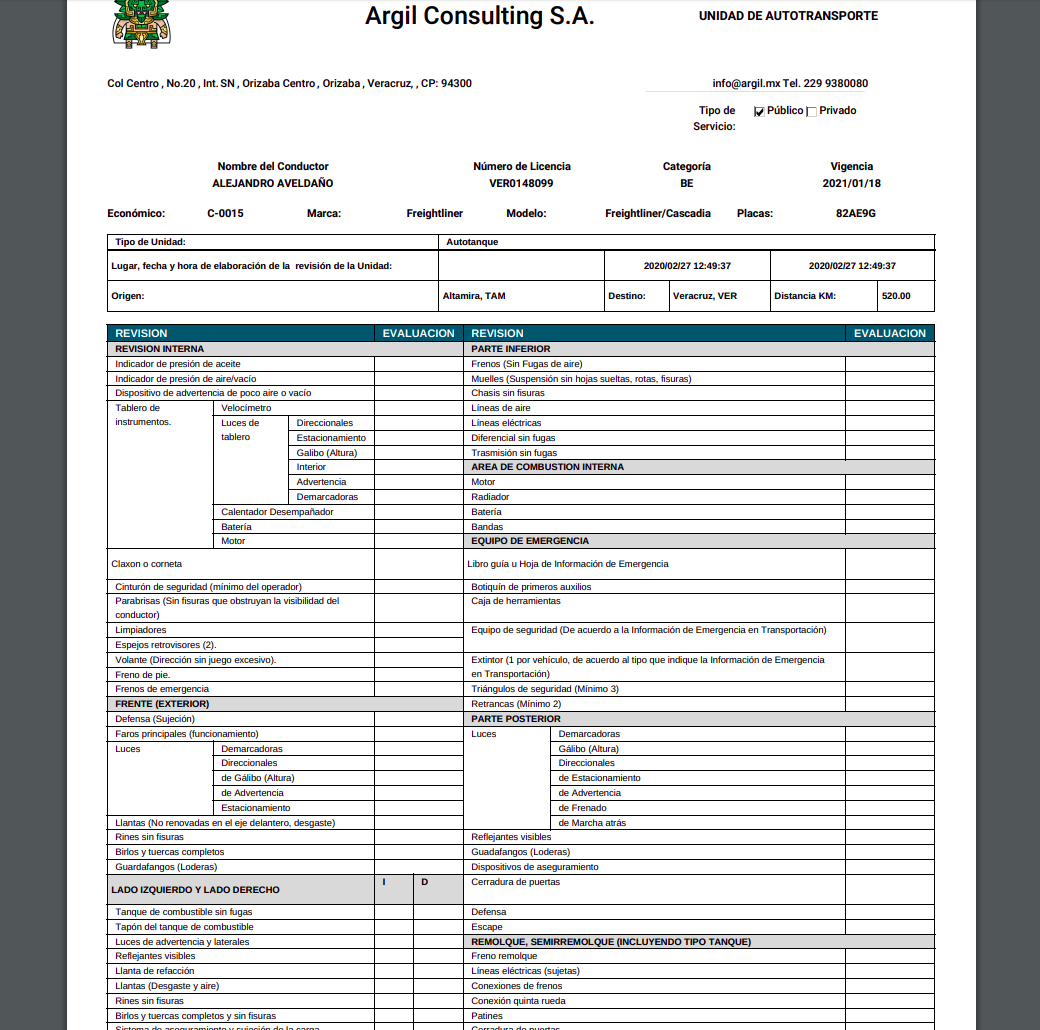 Argil Consulting S.A.
UNIDAD DE AUTOTRANSPORTE
Col Centro , No.20 , Int. SN , Orizaba Centro , Orizaba , Veracruz, , CP: 94300
info@argil.mx Tel. 229 9380080
Tipo de Servicio:
Público Privado
Nombre del Conductor Número de Licencia Categoría Vigencia
ALEJANDRO AVELDAÑO VER0148099 BE 2021/01/18
Económico: C-0015 Marca: Freightliner Modelo: Freightliner/Cascadia Placas: 82AE9G
Tipo de Unidad: Autotanque
Lugar, fecha y hora de elaboración de la revisión de la Unidad: 2020/02/27 12:49:37 2020/02/27 12:49:37
Origen: Altamira, TAM Destino: Veracruz, VER Distancia KM: 520.00
REVISION EVALUACION REVISION EVALUACION
REVISION INTERNA PARTE INFERIOR
Indicador de presión de aceite Frenos (Sin Fugas de aire)
Indicador de presión de aire/vacío Muelles (Suspensión sin hojas sueltas, rotas, fisuras)
Dispositivo de advertencia de poco aire o vacío Chasis sin fisuras
Tablero de instrumentos. Velocímetro Líneas de aire
Luces de tablero Direccionales Líneas eléctricas
Estacionamiento Diferencial sin fugas
Galibo (Altura) Trasmisión sin fugas
Interior AREA DE COMBUSTION INTERNA
Advertencia Motor
Demarcadoras Radiador
Calentador Desempañador Batería
Batería Bandas
Motor EQUIPO DE EMERGENCIA
Claxon o corneta Libro guía u Hoja de Información de Emergencia
Cinturón de seguridad (mínimo del operador) Botiquín de primeros auxilios
Parabrisas (Sin fisuras que obstruyan la visibilidad del conductor) Caja de herramientas
Limpiadores Equipo de seguridad (De acuerdo a la Información de Emergencia en Transportación)
Espejos retrovisores (2).
Volante (Dirección sin juego excesivo). Extintor (1 por vehículo, de acuerdo al tipo que indique la Información de Emergencia
Freno de pie. en Transportación)
Frenos de emergencia Triángulos de seguridad (Mínimo 3)
FRENTE (EXTERIOR) Retrancas (Mínimo 2)
Defensa (Sujeción) PARTE POSTERIOR
Faros principales (funcionamiento) Luces Demarcadoras
Luces Demarcadoras Gálibo (Altura)
Direccionales Direccionales
de Gálibo (Altura) de Estacionamiento
de Advertencia de Advertencia
Estacionamiento de Frenado
Llantas (No renovadas en el eje delantero, desgaste) de Marcha atrás
Rines sin fisuras Reflejantes visibles
Birlos y tuercas completos Guadafangos (Loderas)
Guardafangos (Loderas) Dispositivos de aseguramiento
LADO IZQUIERDO Y LADO DERECHO I D Cerradura de puertas
Tanque de combustible sin fugas Defensa
Tapón del tanque de combustible Escape
Luces de advertencia y laterales REMOLQUE, SEMIRREMOLQUE (INCLUYENDO TIPO TANQUE)
Reflejantes visibles Freno remolque
Llanta de refacción Líneas eléctricas (sujetas)
Llantas (Desgaste y aire) Conexiones de frenos
Rines sin fisuras Conexión quinta rueda
Birlos y tuercas completos y sin fisuras Patines
Sistema de aseguramiento y sujeción de la carga Cerradura de puertas